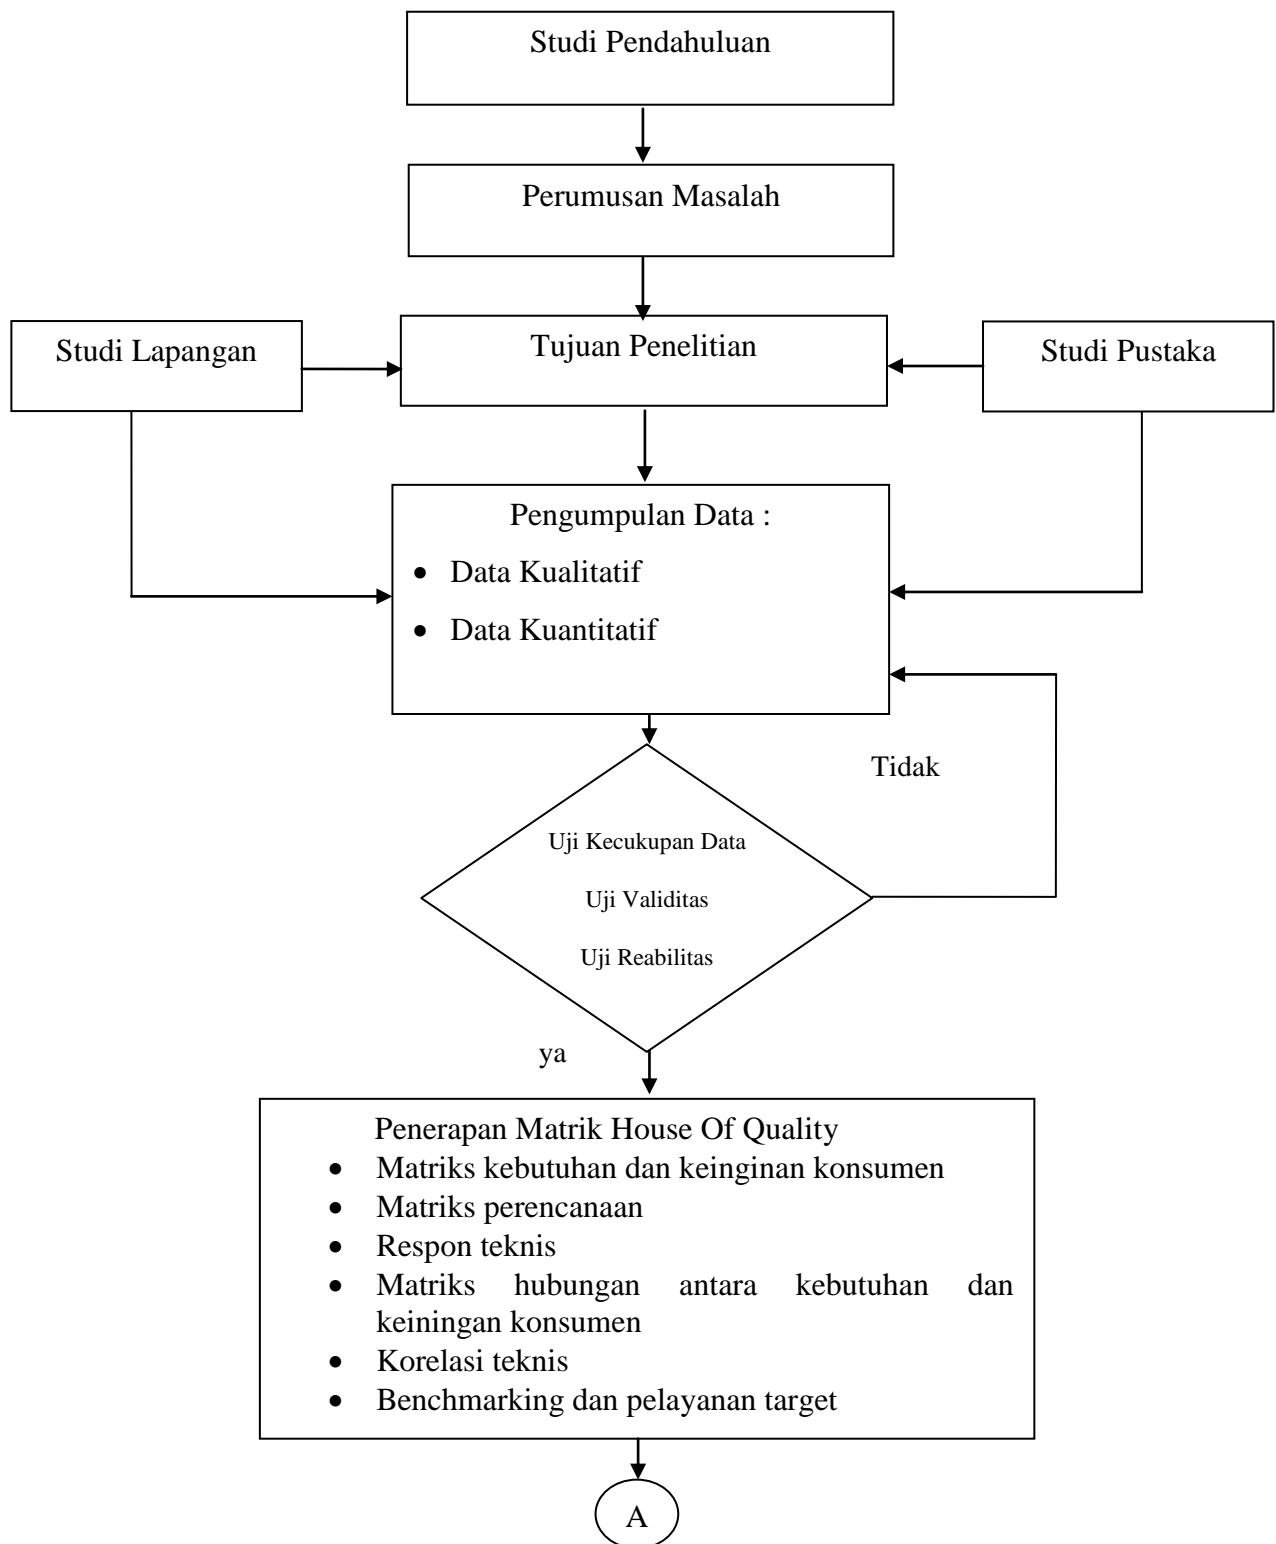 Studi Pendahuluan
Perumusan Masalah
Studi Lapangan
Tujuan Penelitian
Studi Pustaka
Pengumpulan Data :
• Data Kualitatif
• Data Kuantitatif
Tidak
Uji Kecukupan Data
Uji Validitas
Uji Reabilitas
ya
Penerapan Matrik House Of Quality
• Matriks kebutuhan dan keinginan konsumen
• Matriks perencanaan
• Respon teknis
• Matriks hubungan antara kebutuhan dan
keiningan konsumen
• Korelasi teknis
• Benchmarking dan pelayanan target
A